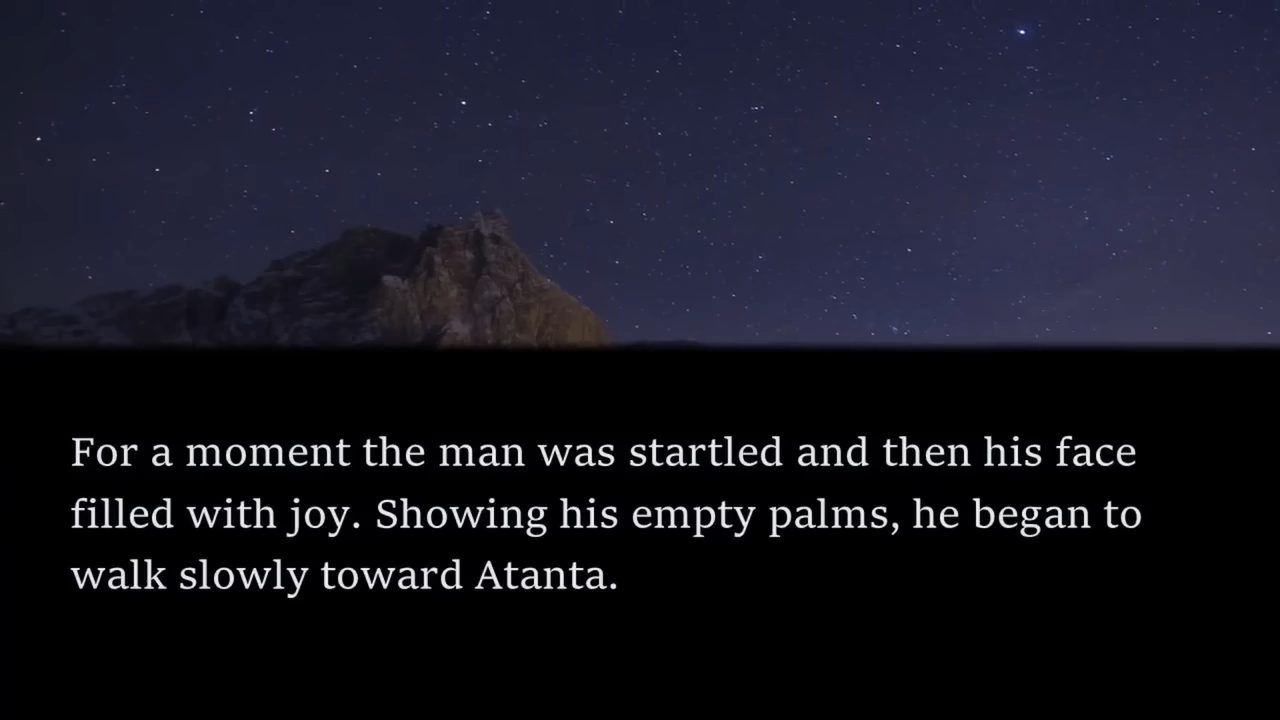 For a moment the man was startled and then his face
filled with joy. Showing his empty palms, he began to
walk slowly toward Atanta.